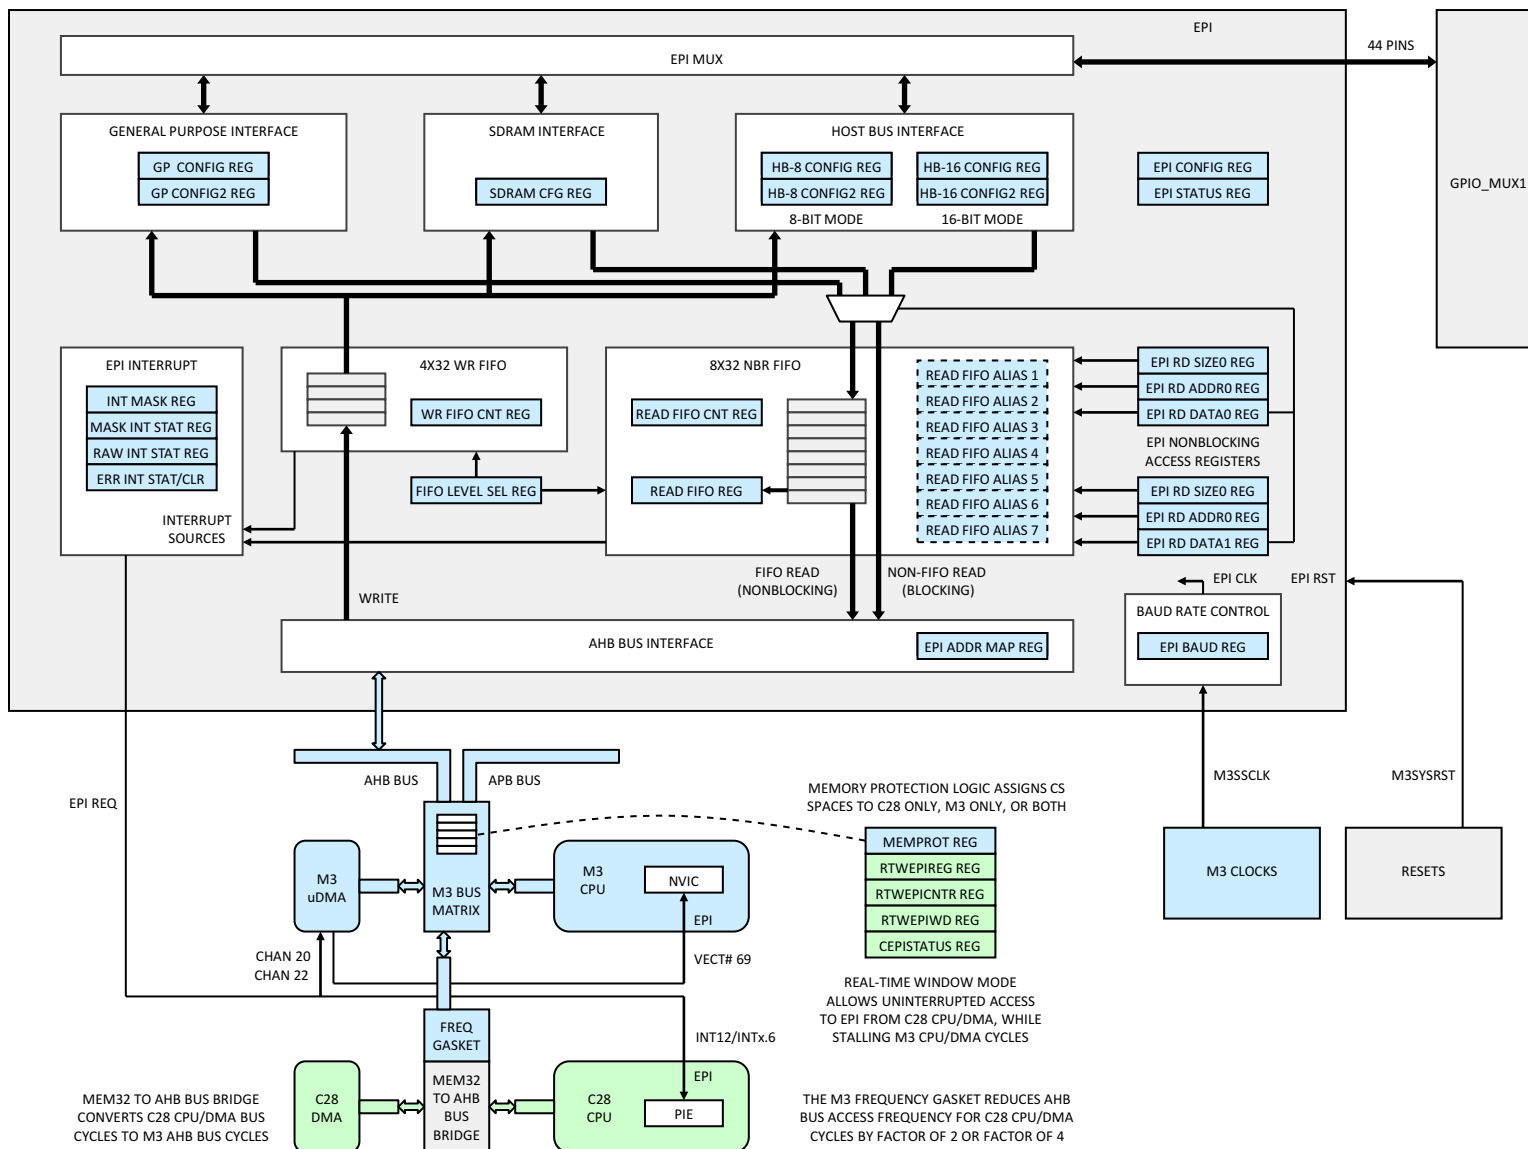 EPI
44 PINS
EPI MUX
GPIO_MUX1
GENERAL PURPOSE INTERFACE
GP CONFIG REG
GP CONFIG2 REG
SDRAM INTERFACE
SDRAM CFG REG
HOST BUS INTERFACE
HB-8 CONFIG REG
HB-8 CONFIG2 REG
8-BIT MODE
HB-16 CONFIG REG
HB-16 CONFIG2 REG
16-BIT MODE
EPI CONFIG REG
EPI STATUS REG
EPI INTERRUPT
INT MASK REG
MASK INT STAT REG
RAW INT STAT REG
ERR INT STAT/CLR
INTERRUPT
SOURCES
4X32 WR FIFO
WR FIFO CNT REG
FIFO LEVEL SEL REG
8X32 NBR FIFO
READ FIFO CNT REG
READ FIFO REG
READ FIFO ALIAS 1
READ FIFO ALIAS 2
READ FIFO ALIAS 3
READ FIFO ALIAS 4
READ FIFO ALIAS 5
READ FIFO ALIAS 6
READ FIFO ALIAS 7
EPI RD SIZE0 REG
EPI RD ADDR0 REG
EPI RD DATA0 REG
EPI NONBLOCKING
ACCESS REGISTERS
EPI RD SIZE0 REG
EPI RD ADDR0 REG
EPI RD DATA1 REG
WRITE
FIFO READ
(NONBLOCKING)
NON-FIFO READ
(BLOCKING)
EPI CLK
EPI RST
BAUD RATE CONTROL
EPI BAUD REG
AHB BUS INTERFACE
EPI ADDR MAP REG
AHB BUS
APB BUS
EPI REQ
M3SSCLK
M3SYSRST
MEMORY PROTECTION LOGIC ASSIGNS CS
SPACES TO C28 ONLY, M3 ONLY, OR BOTH
MEMPROT REG
RTWEPIREG REG
RTWEPICNTR REG
RTWEPIWD REG
CEPISTATUS REG
M3 CLOCKS
RESETS
M3
uDMA
M3 BUS
MATRIX
M3
CPU
NVIC
EPI
CHAN 20
CHAN 22
VECT# 69
REAL-TIME WINDOW MODE
ALLOWS UNINTERRUPTED ACCESS
TO EPI FROM C28 CPU/DMA, WHILE
STALLING M3 CPU/DMA CYCLES
FREQ
GASKET
INT12/INTx.6
MEM32 TO AHB BUS BRIDGE
CONVERTS C28 CPU/DMA BUS
CYCLES TO M3 AHB BUS CYCLES
C28
DMA
MEM32
TO AHB
BUS
BRIDGE
C28
CPU
EPI
PIE
THE M3 FREQUENCY GASKET REDUCES AHB
BUS ACCESS FREQUENCY FOR C28 CPU/DMA
CYCLES BY FACTOR OF 2 OR FACTOR OF 4